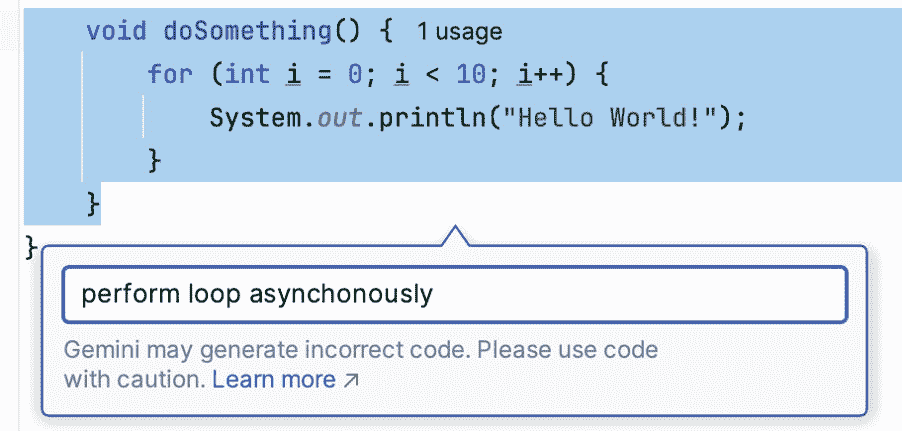 void doSomething() { 1 usage
for (int i = 0; i < 10; i++) {
System.out.println("Hello World!");
}
}
}
perform loop asynchonously
Gemini may generate incorrect code. Please use code
with caution. Learn more ↗